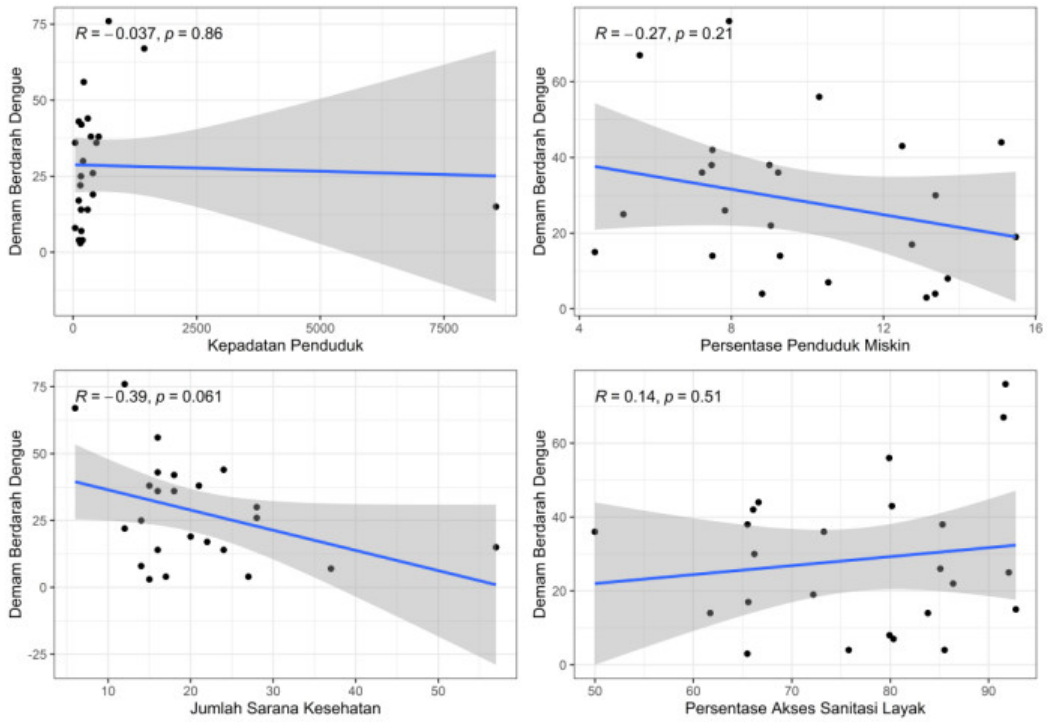 R = −0.037, p = 0.86
75
50
25
0
Demam Berdarah Dengue
0
2500
5000
7500
Kepadatan Penduduk
R = −0.27, p = 0.21
60
40
20
0
Demam Berdarah Dengue
4
8
12
16
Persentase Penduduk Miskin
R = −0.39, p = 0.061
75
50
25
0
-25
Demam Berdarah Dengue
10
20
30
40
50
Jumlah Sarana Kesehatan
R = 0.14, p = 0.51
60
40
20
0
Demam Berdarah Dengue
50
60
70
80
90
Persentase Akses Sanitasi Layak